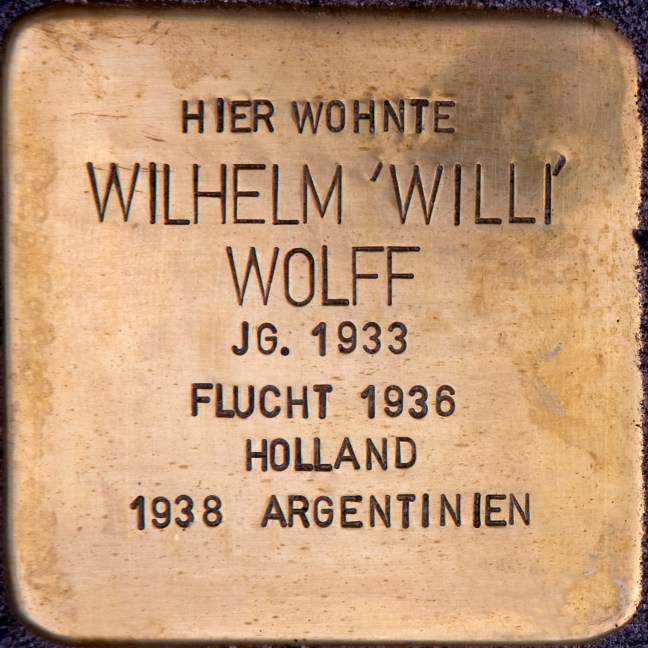 HIER WOHNTE
WILHELM 'WILLI'
WOLFF
JG. 1933
FLUCHT 1936
HOLLAND
1938 ARGENTINIEN